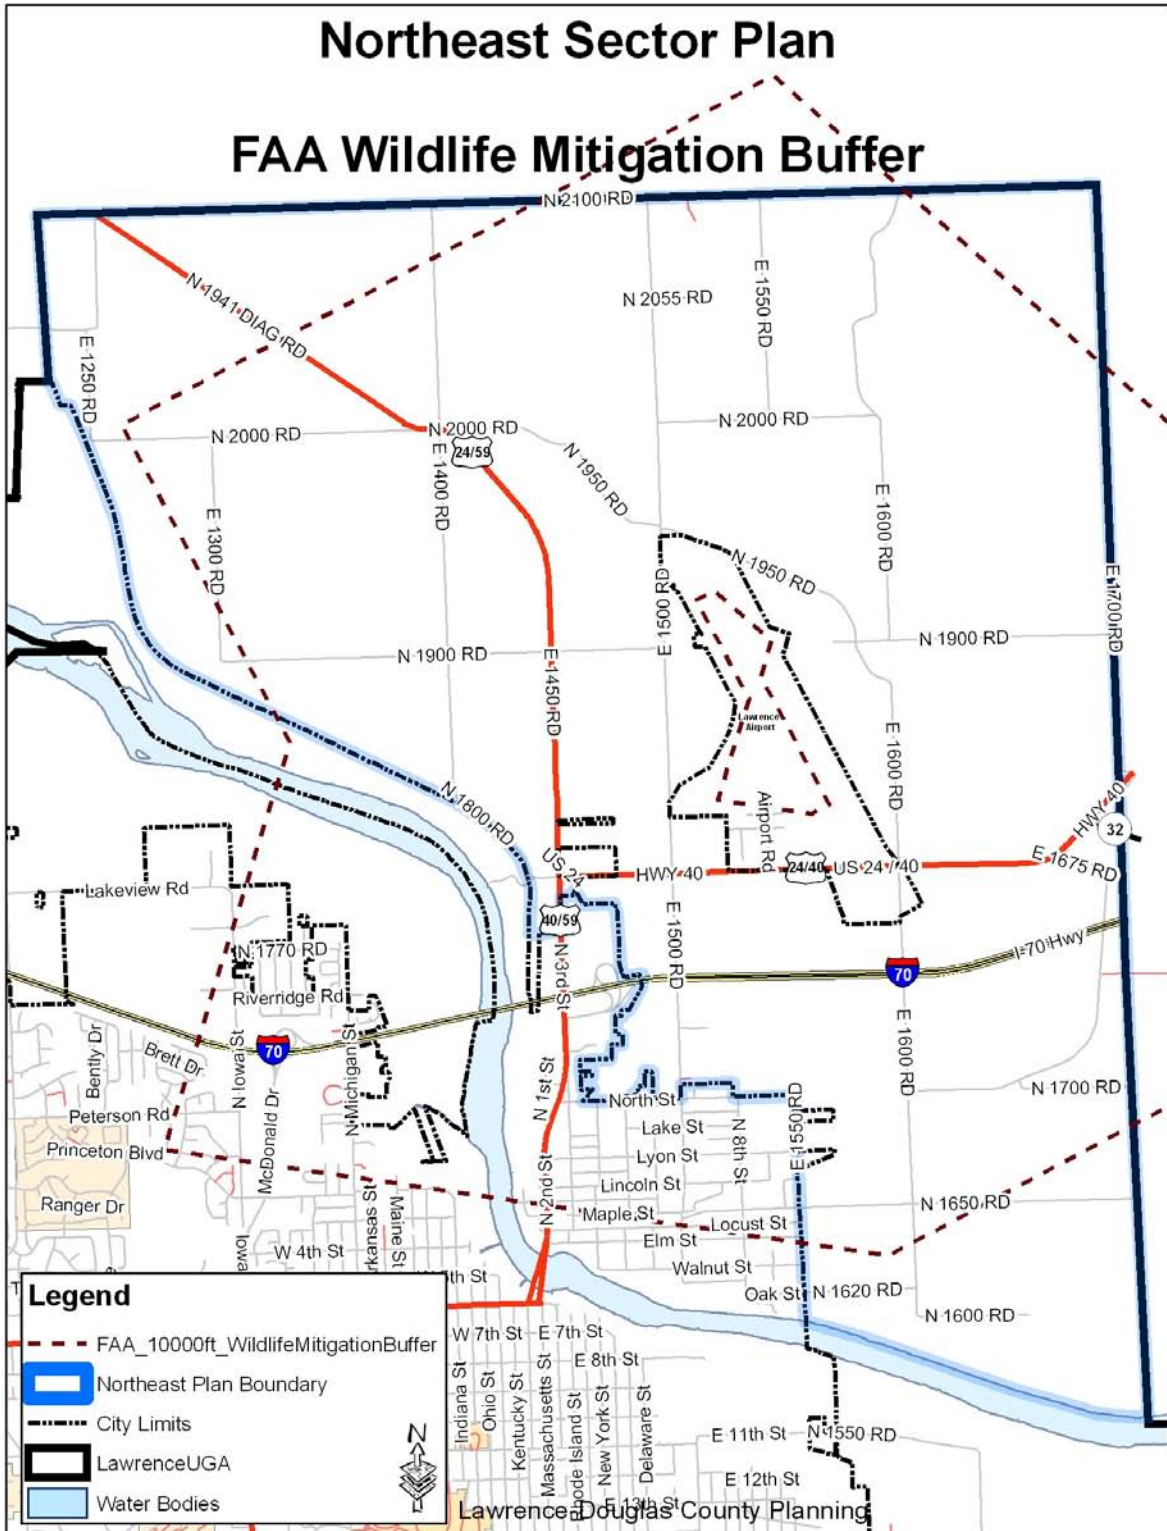 Northeast Sector Plan
FAA Wildlife Mitigation Buffer
N 2100 RD
N 1941 DIAG RD
E 1250 RD
N 2055 RD
E 1550 RD
N 2000 RD
N 2000 RD
N 2000 RD
24/59
E 1400 RD
N 1950 RD
E 1300 RD
E 1600 RD
N 1950 RD
E 1500 RD
E 1700 RD
N 1900 RD
N 1900 RD
E 1450 RD
Lawrence
Airport
E 1600 RD
N 1800 RD
Airport Rd
HWY 40
32
US 24
HWY 40
24/40
US 24 / 40
E 1675 RD
Lakeview Rd
40/59
N 1770 RD
N 3rd St
E 1500 RD
I-70 Hwy
70
Riverridge Rd
70
Bently Dr
Brett Dr
N Iowa St
McDonald Dr
N Michigan St
N 1st St
E 1600 RD
N 1700 RD
North St
Peterson Rd
Lake St
N 8th St
E 1550 RD
Princeton Blvd
Lyon St
Lincoln St
Ranger Dr
Maine St
N 2nd St
Maple St
Locust St
N 1650 RD
Elm St
Iowa
W 4th St
Walnut St
Oak St
N 1620 RD
N 1600 RD
W 7th St
E 7th St
E 8th St
Indiana St
Ohio St
Kentucky St
Massachusetts St
New York St
Delaware St
E 11th St
N 1550 RD
E 12th St
E 13th St
Legend
FAA_10000ft_WildlifeMitigationBuffer
Northeast Plan Boundary
City Limits
LawrenceUGA
Water Bodies
N
Lawrence Douglas County Planning